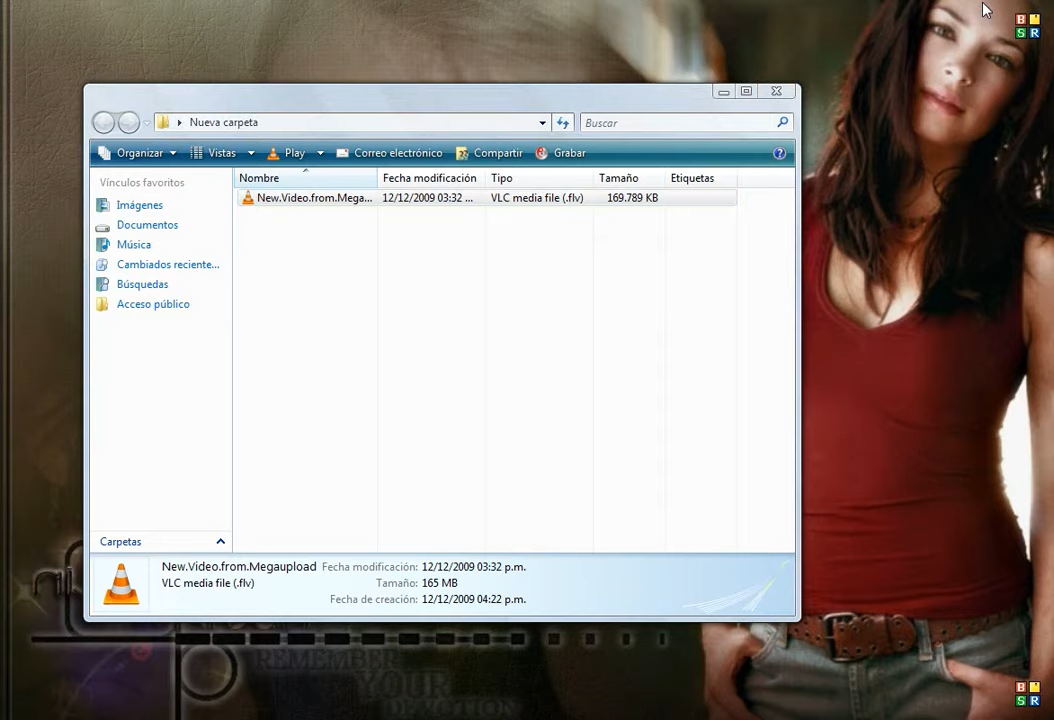 B
S R
Nueva carpeta
Buscar
Organizar Vistas Play Correo electrónico Compartir Grabar ?
Vínculos favoritos
Nombre Fecha modificación Tipo Tamaño Etiquetas
New.Video.from.Mega... 12/12/2009 03:32 ... VLC media file (.flv) 169.789 KB
Imágenes
Documentos
Música
Cambiados reciente...
Búsquedas
Acceso público
Carpetas
New.Video.from.Megaupload Fecha modificación: 12/12/2009 03:32 p.m.
VLC media file (.flv) Tamaño: 165 MB
Fecha de creación: 12/12/2009 04:22 p.m.
REMEMBER
YOUR
DEVOTION
B
S R